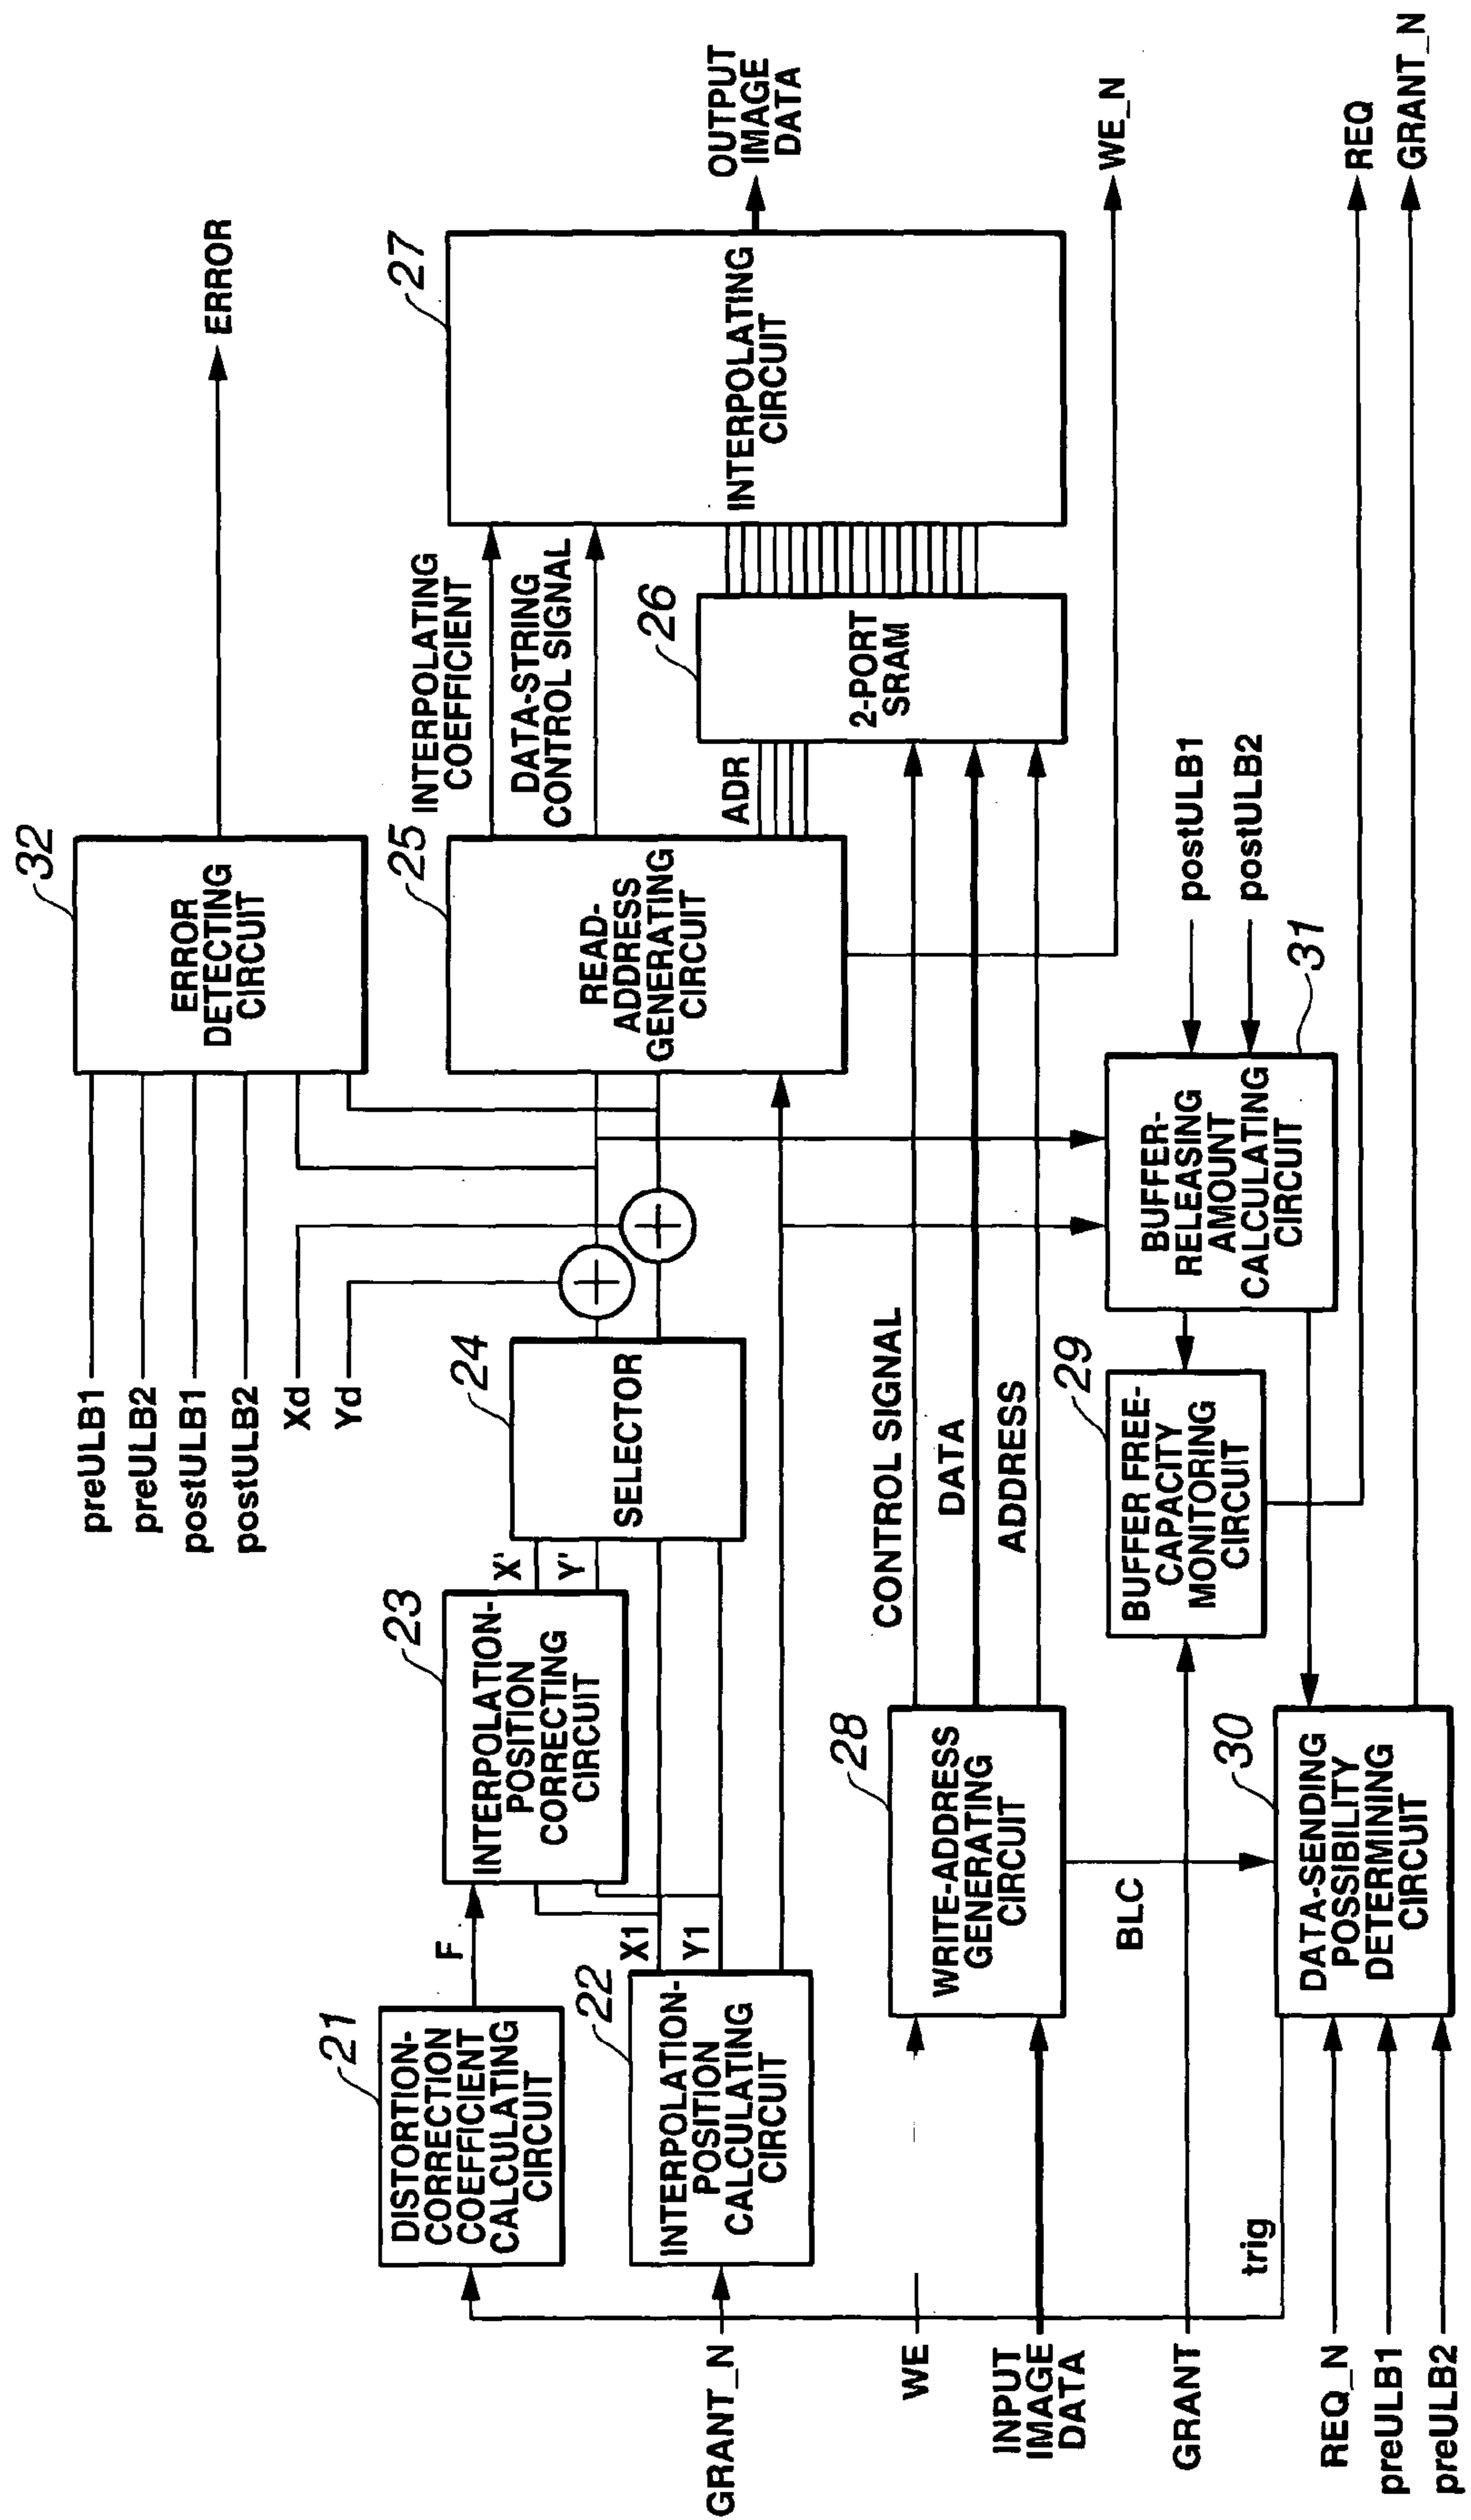 preULB1
preULB2
postULB1
postULB2
Xd
Yd
32
ERROR
DETECTING
CIRCUIT
ERROR
21
DISTORTION-
CORRECTION
COEFFICIENT
CALCULATING
CIRCUIT
F
23
INTERPOLATION-
POSITION
CORRECTING
CIRCUIT
X'
Y'
24
SELECTOR
25
READ-
ADDRESS
GENERATING
CIRCUIT
INTERPOLATING
COEFFICIENT
DATA-STRING
CONTROL SIGNAL
ADR
26
2-PORT
SRAM
27
INTERPOLATING
CIRCUIT
OUTPUT
IMAGE
DATA
GRANT_N
22
INTERPOLATION-
POSITION
CALCULATING
CIRCUIT
X1
Y1
WE
INPUT
IMAGE
DATA
28
WRITE-ADDRESS
GENERATING
CIRCUIT
CONTROL SIGNAL
DATA
ADDRESS
WE_N
BLC
GRANT
29
BUFFER FREE-
CAPACITY
MONITORING
CIRCUIT
BUFFER-
RELEASING
AMOUNT
CALCULATING
CIRCUIT
31
postULB1
postULB2
trig
REQ_N
preULB1
preULB2
30
DATA-SENDING
POSSIBILITY
DETERMINING
CIRCUIT
REQ
GRANT_N